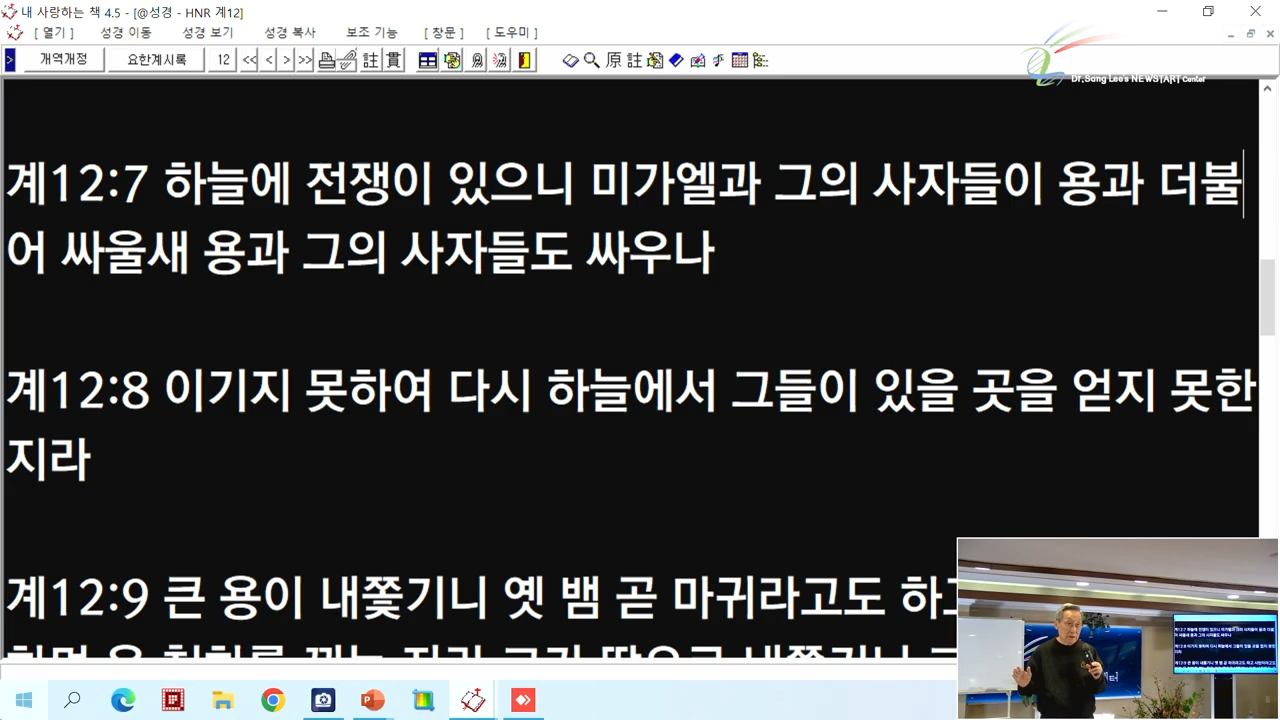 내 사랑하는 책 4.5 - [@성경 - HNR 계12]
[ 열기 ] 성경 이동 성경 보기 성경 복사 보조 기능 [ 창문 ] [ 도우미 ]
개역개정 요한계시록 12 << < > >> 註 貫 原 註
Dr.Sang Lee's NEWSTART Center
계12:7 하늘에 전쟁이 있으니 미가엘과 그의 사자들이 용과 더불
어 싸울새 용과 그의 사자들도 싸우나
계12:8 이기지 못하여 다시 하늘에서 그들이 있을 곳을 얻지 못한
지라
계12:9 큰 용이 내쫓기니 옛 뱀 곧 마귀라고도 하고